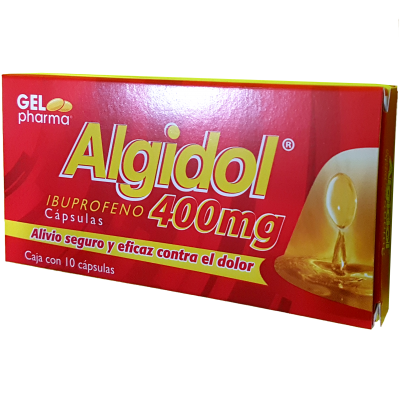 GEL
pharma®
Algidol®
IBUPROFENO 400mg
Cápsulas
Alivio seguro y eficaz contra el dolor
Caja con 10 cápsulas